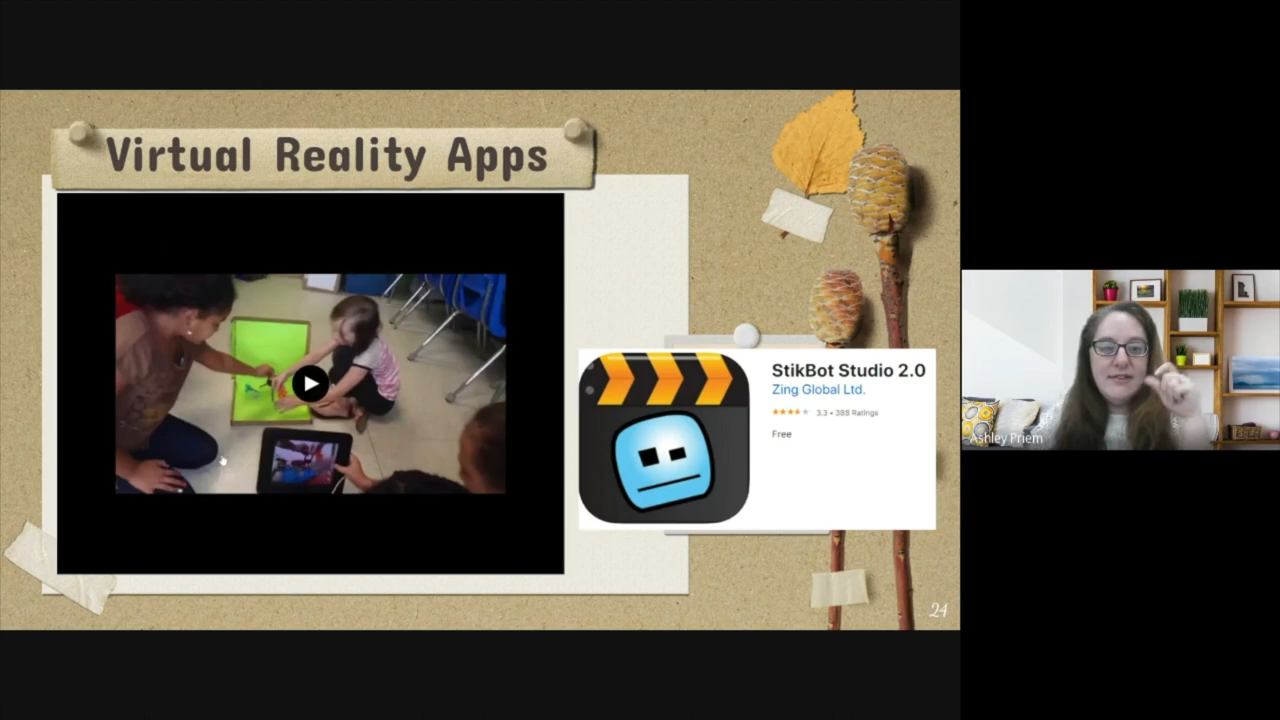 Virtual Reality Apps
StikBot Studio 2.0
Zing Global Ltd.
3.3 • 388 Ratings
Free
24
Ashley Priem